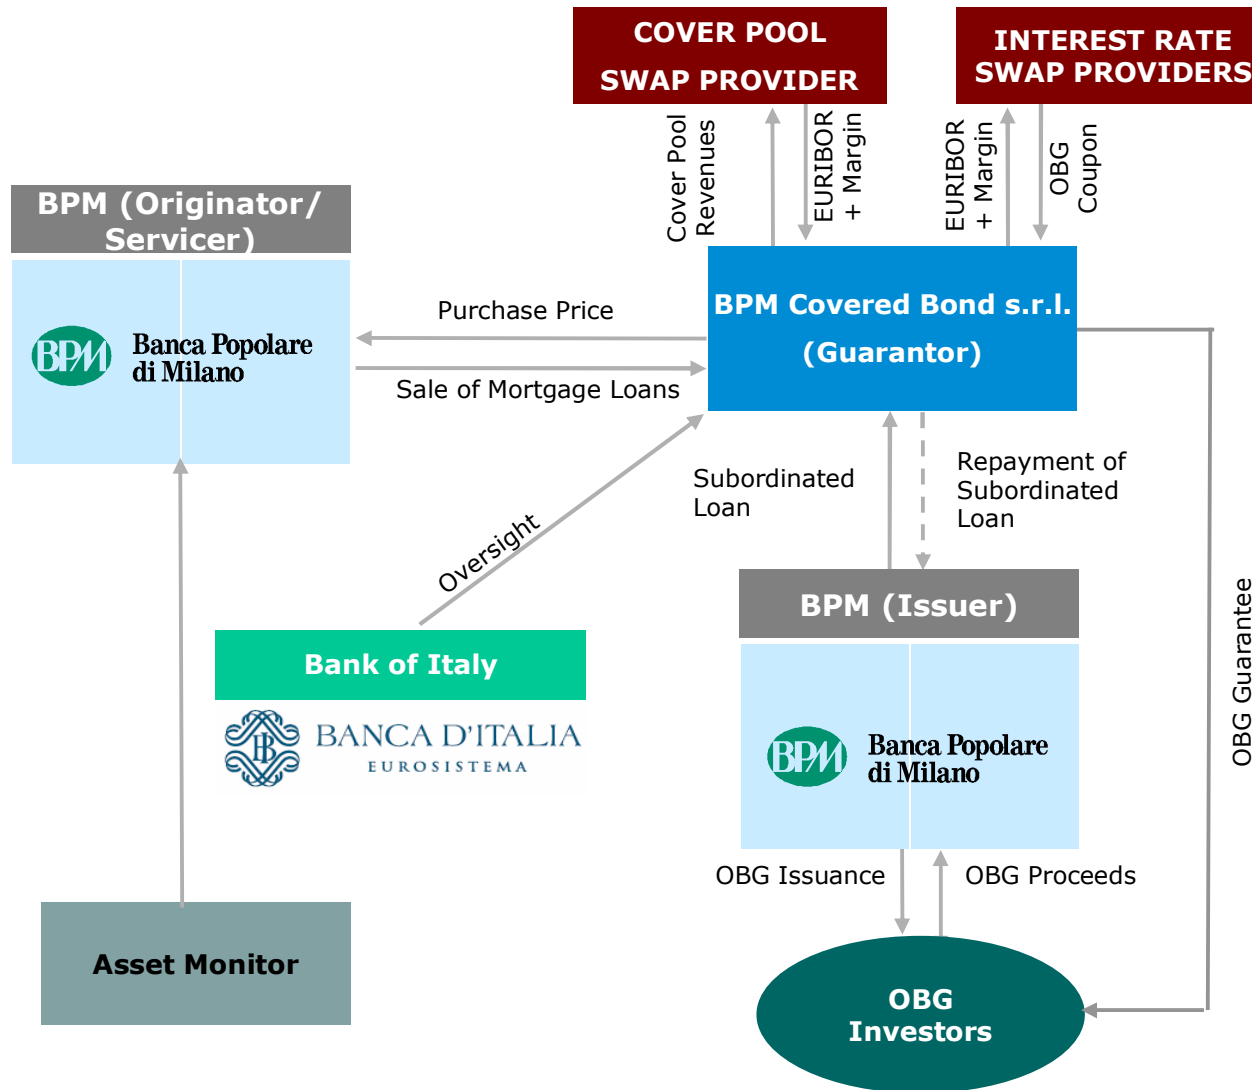 COVER POOL
SWAP PROVIDER
INTEREST RATE
SWAP PROVIDERS
Cover Pool
Revenues
EURIBOR
+ Margin
EURIBOR
+ Margin
OBG
Coupon
BPM (Originator/
Servicer)
BPM Banca Popolare
di Milano
Purchase Price
Sale of Mortgage Loans
BPM Covered Bond s.r.l.
(Guarantor)
Oversight
Subordinated
Loan
Repayment of
Subordinated
Loan
OBG Guarantee
Bank of Italy
BANCA D'ITALIA
EUROSISTEMA
BPM (Issuer)
BPM Banca Popolare
di Milano
OBG Issuance
OBG Proceeds
Asset Monitor
OBG
Investors